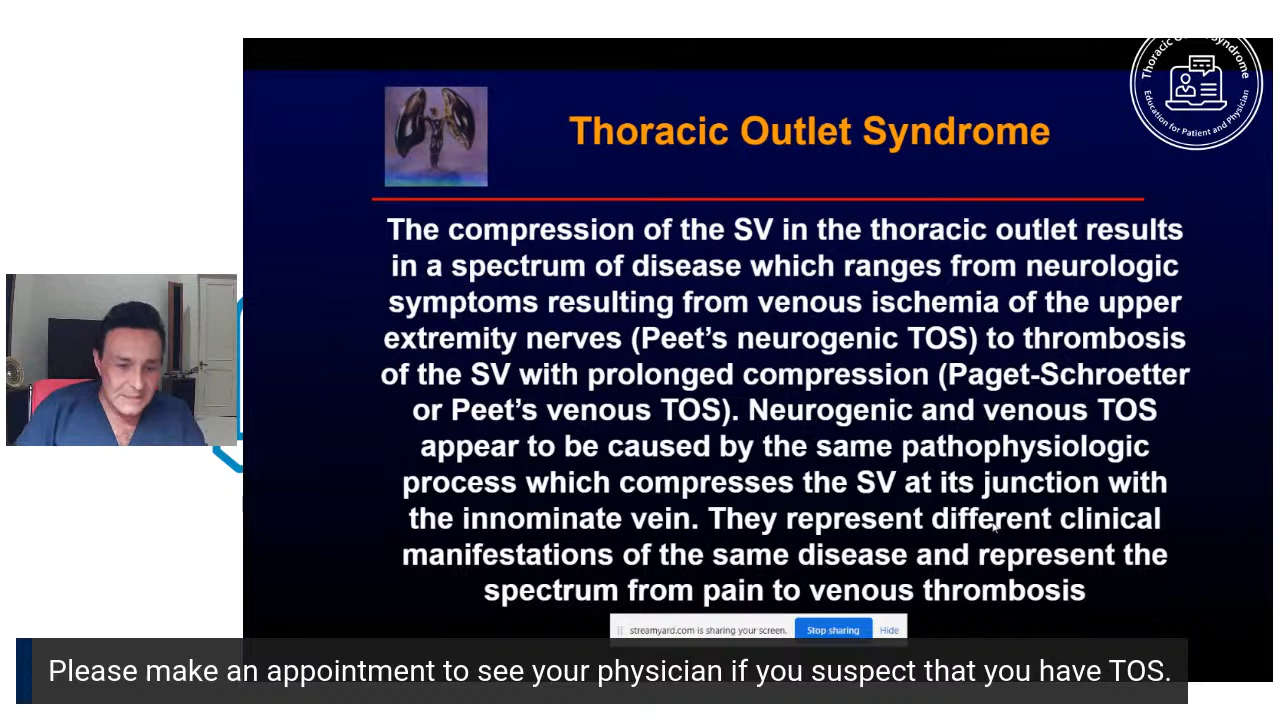 Thoracic Outlet Syndrome
Education for Patient and Physician
Thoracic Outlet Syndrome
The compression of the SV in the thoracic outlet results
in a spectrum of disease which ranges from neurologic
symptoms resulting from venous ischemia of the upper
extremity nerves (Peet’s neurogenic TOS) to thrombosis
of the SV with prolonged compression (Paget-Schroetter
or Peet’s venous TOS). Neurogenic and venous TOS
appear to be caused by the same pathophysiologic
process which compresses the SV at its junction with
the innominate vein. They represent different clinical
manifestations of the same disease and represent the
spectrum from pain to venous thrombosis
streamyard.com is sharing your screen. Stop sharing Hide
Please make an appointment to see your physician if you suspect that you have TOS.